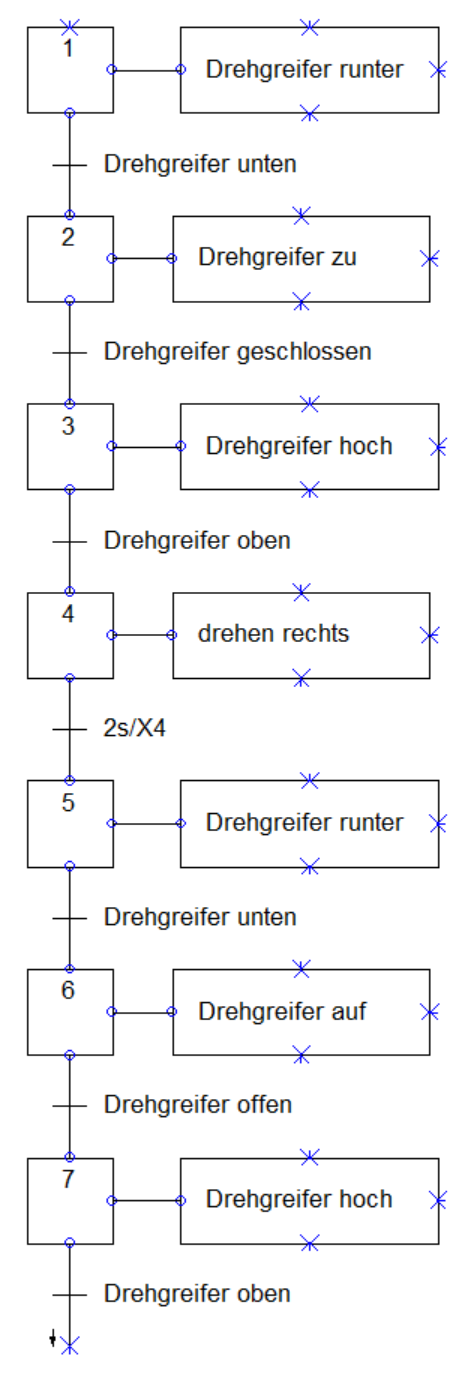 1
Drehgreifer runter
Drehgreifer unten
2
Drehgreifer zu
Drehgreifer geschlossen
3
Drehgreifer hoch
Drehgreifer oben
4
drehen rechts
2s/X4
5
Drehgreifer runter
Drehgreifer unten
6
Drehgreifer auf
Drehgreifer offen
7
Drehgreifer hoch
Drehgreifer oben